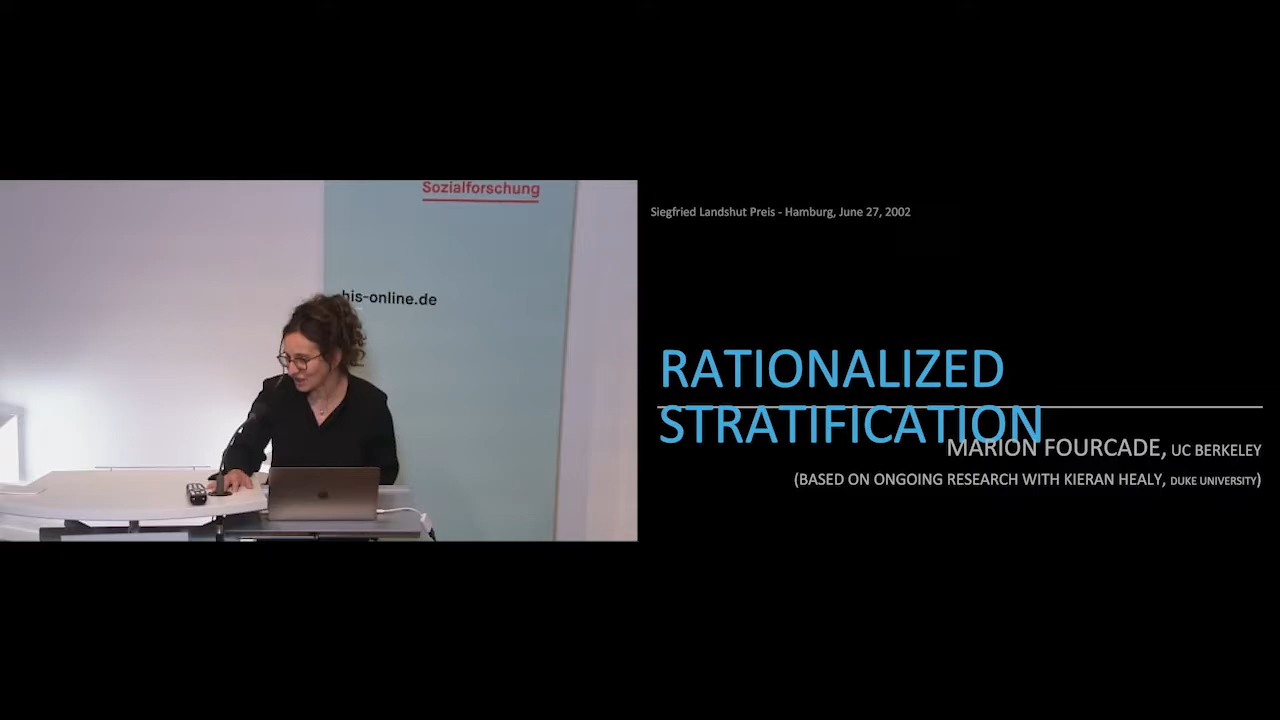 Sozialforschung
his-online.de
Siegfried Landshut Preis - Hamburg, June 27, 2002
RATIONALIZED
STRATIFICATION
MARION FOURCADE, UC BERKELEY
(BASED ON ONGOING RESEARCH WITH KIERAN HEALY, DUKE UNIVERSITY)